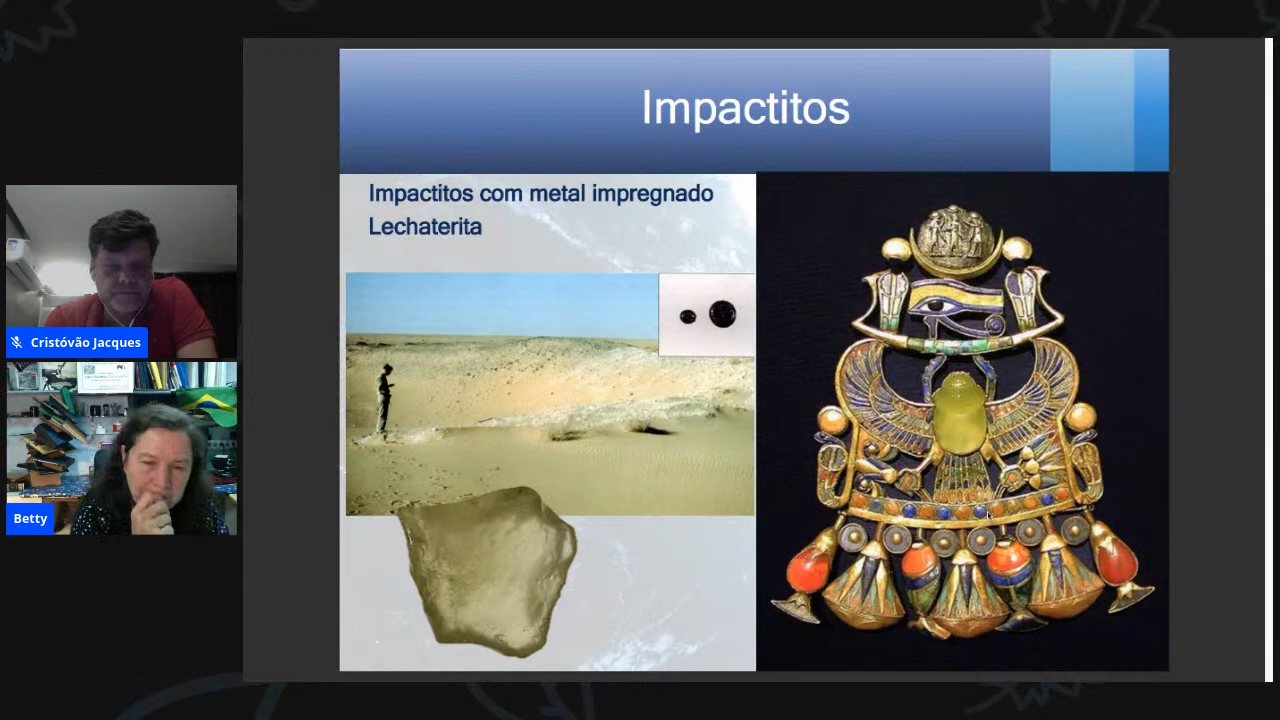 Impactitos
Impactitos com metal impregnado
Lechaterita
Cristóvão Jacques
Betty